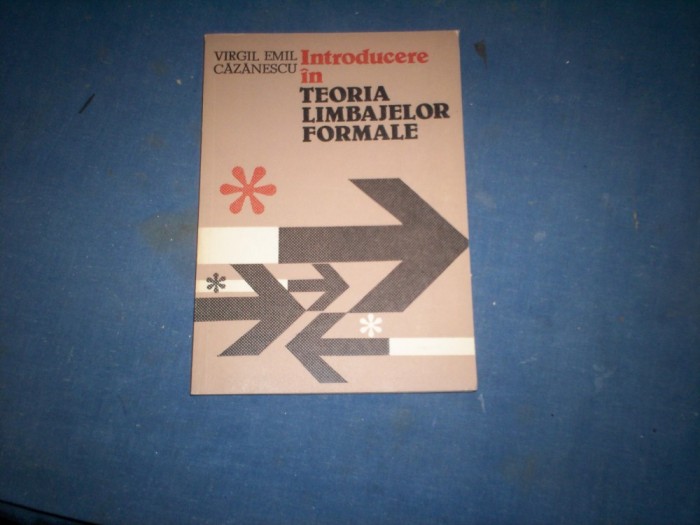 VIRGIL EMIL
CĂZĂNESCU
Introducere
în
TEORIA
LIMBAJELOR
FORMALE